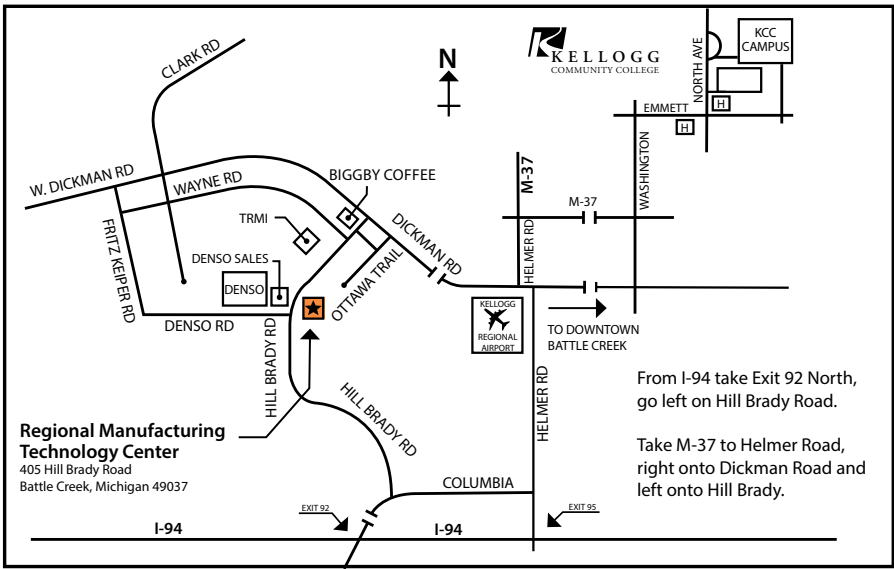 KELLOGG
COMMUNITY COLLEGE
KCC
CAMPUS
NORTH AVE
H
EMMETT
H
CLARK RD
N
W. DICKMAN RD
WAYNE RD
BIGGBY COFFEE
M-37
M-37
WASHINGTON
TRMI
DICKMAN RD
HELMER RD
FRITZ KEIPER RD
DENSO SALES
DENSO
OTTAWA TRAIL
KELLOGG
REGIONAL
AIRPORT
TO DOWNTOWN
BATTLE CREEK
DENSO RD
HILL BRADY RD
HILL BRADY RD
HELMER RD
From I-94 take Exit 92 North,
go left on Hill Brady Road.
Take M-37 to Helmer Road,
right onto Dickman Road and
left onto Hill Brady.
Regional Manufacturing
Technology Center
405 Hill Brady Road
Battle Creek, Michigan 49037
COLUMBIA
EXIT 92
EXIT 95
I-94
I-94